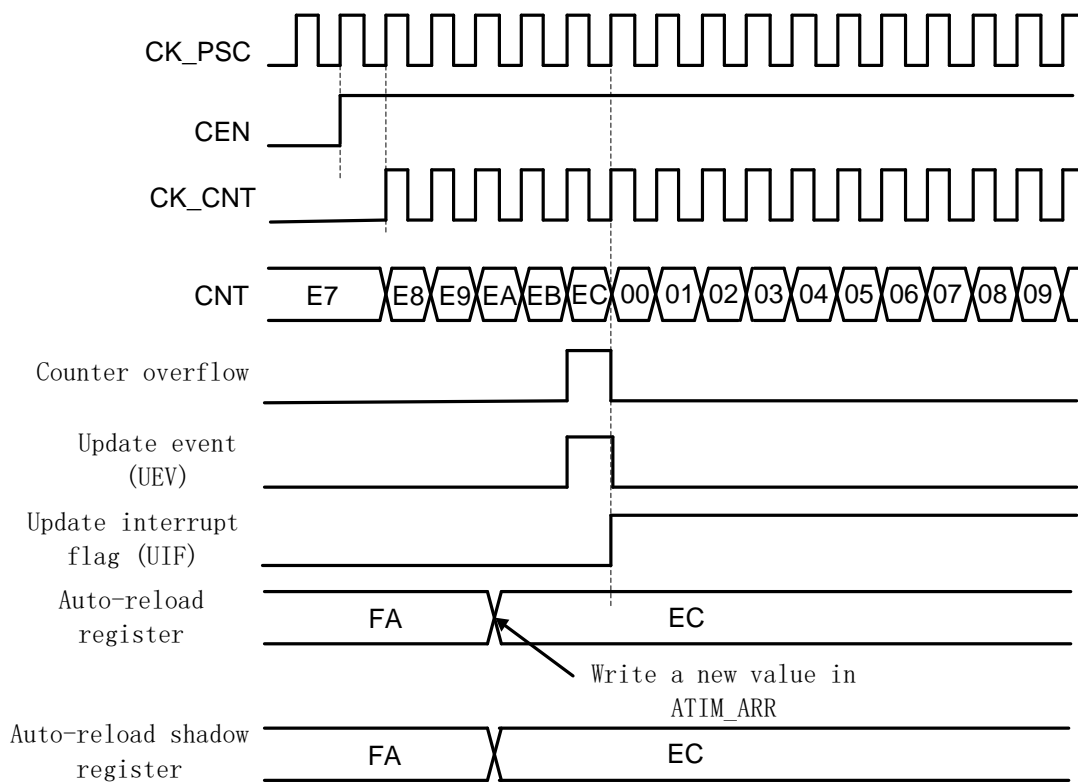 CK_PSC
CEN
CK_CNT
CNT E7 E8 E9 EA EB EC 00 01 02 03 04 05 06 07 08 09
Counter overflow
Update event
(UEV)
Update interrupt
flag (UIF)
Auto-reload
register
FA EC
Write a new value in
ATIM_ARR
Auto-reload shadow
register
FA EC